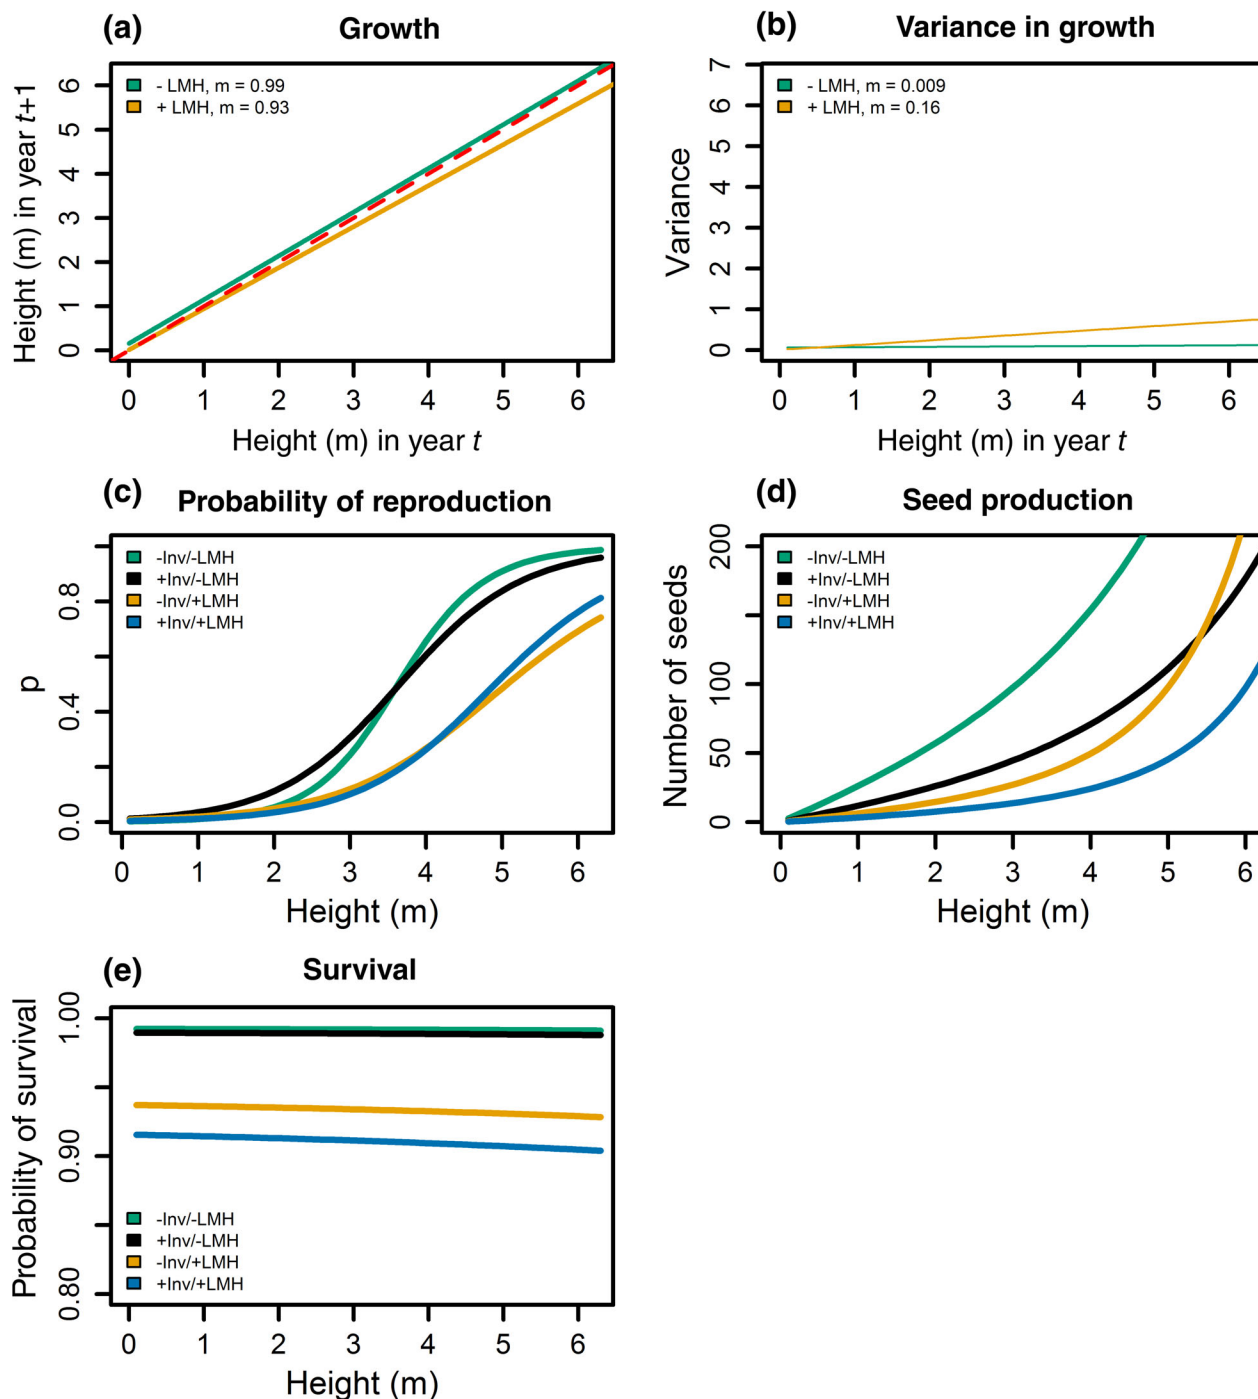 (a) Growth
- LMH, m = 0.99
+ LMH, m = 0.93
Height (m) in year t+1
0 1 2 3 4 5 6
0 1 2 3 4 5 6
Height (m) in year t
(b) Variance in growth
- LMH, m = 0.009
+ LMH, m = 0.16
Variance
0 1 2 3 4 5 6 7
0 1 2 3 4 5 6
Height (m) in year t
(c) Probability of reproduction
-Inv/-LMH
+Inv/-LMH
-Inv/+LMH
+Inv/+LMH
p
0.0 0.4 0.8
0 1 2 3 4 5 6
Height (m)
(d) Seed production
-Inv/-LMH
+Inv/-LMH
-Inv/+LMH
+Inv/+LMH
Number of seeds
0 50 100 200
0 1 2 3 4 5 6
Height (m)
(e) Survival
Probability of survival
0.80 0.90 1.00
-Inv/-LMH
+Inv/-LMH
-Inv/+LMH
+Inv/+LMH
0 1 2 3 4 5 6
Height (m)